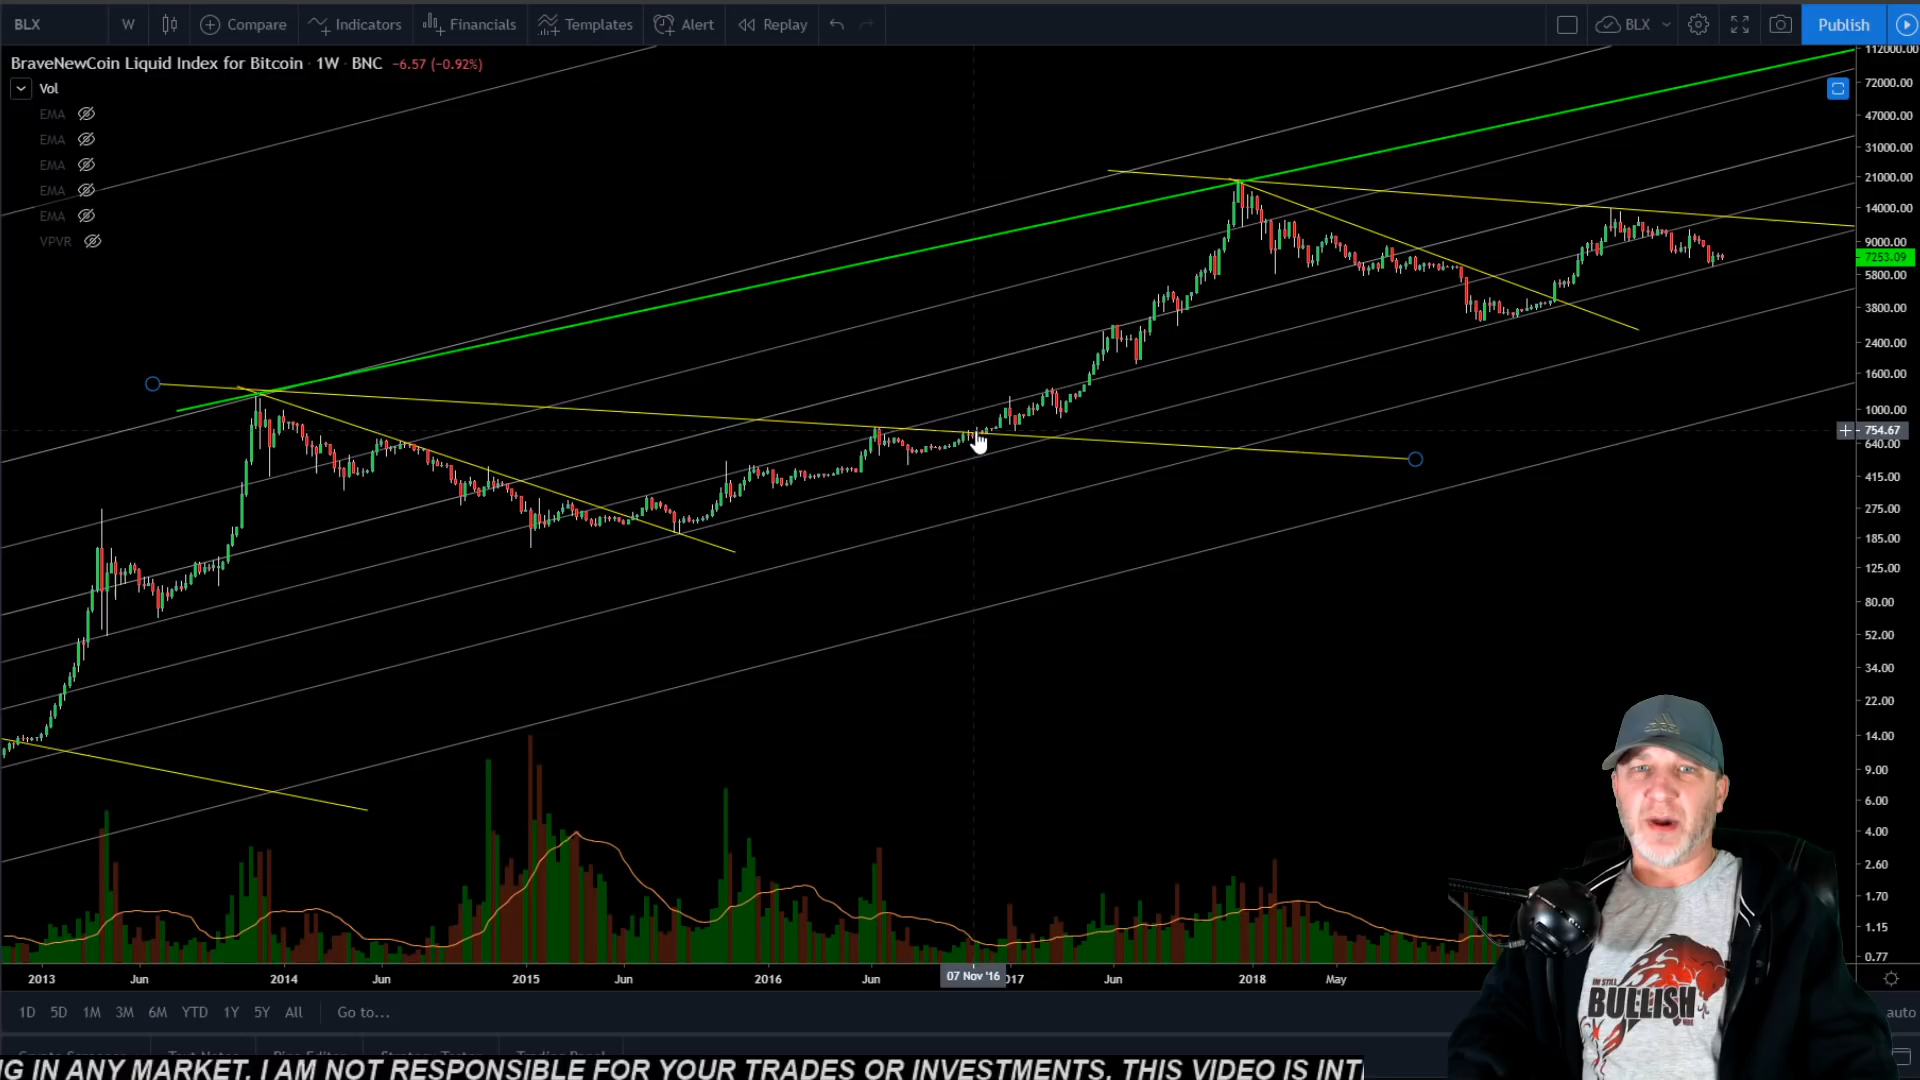 BLX W Compare Indicators Financials Templates Alert Replay BLX Publish
BraveNewCoin Liquid Index for Bitcoin · 1W · BNC −6.57 (−0.92%)
Vol
EMA
EMA
EMA
EMA
EMA
VPVR
112000.00
72000.00
47000.00
31000.00
21000.00
14000.00
9000.00
7253.09
5800.00
3800.00
2400.00
1600.00
1000.00
754.67
640.00
415.00
275.00
185.00
125.00
80.00
52.00
34.00
22.00
14.00
9.00
6.00
4.00
2.60
1.70
1.15
0.77
2013 Jun 2014 Jun 2015 Jun 2016 Jun 07 Nov '16 017 Jun 2018 May
1D 5D 1M 3M 6M YTD 1Y 5Y All Go to... auto
I'M STILL
BULLISH
G IN ANY MARKET. I AM NOT RESPONSIBLE FOR YOUR TRADES OR INVESTMENTS. THIS VIDEO IS INT